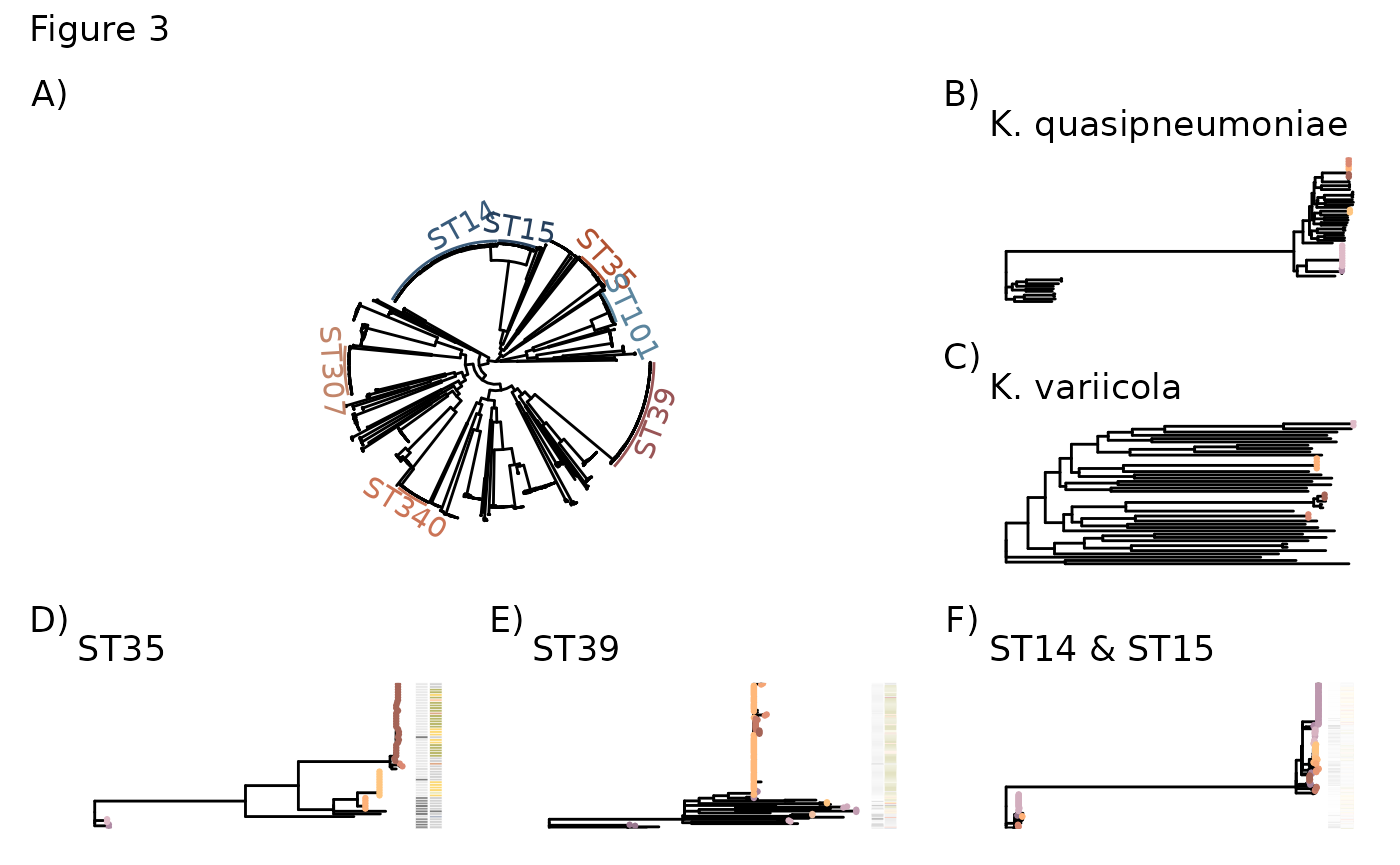 Figure 3
A)
ST14
ST15
ST35
ST101
ST307
ST39
ST340
B)
K. quasipneumoniae
C)
K. variicola
D)
ST35
E)
ST39
F)
ST14 & ST15